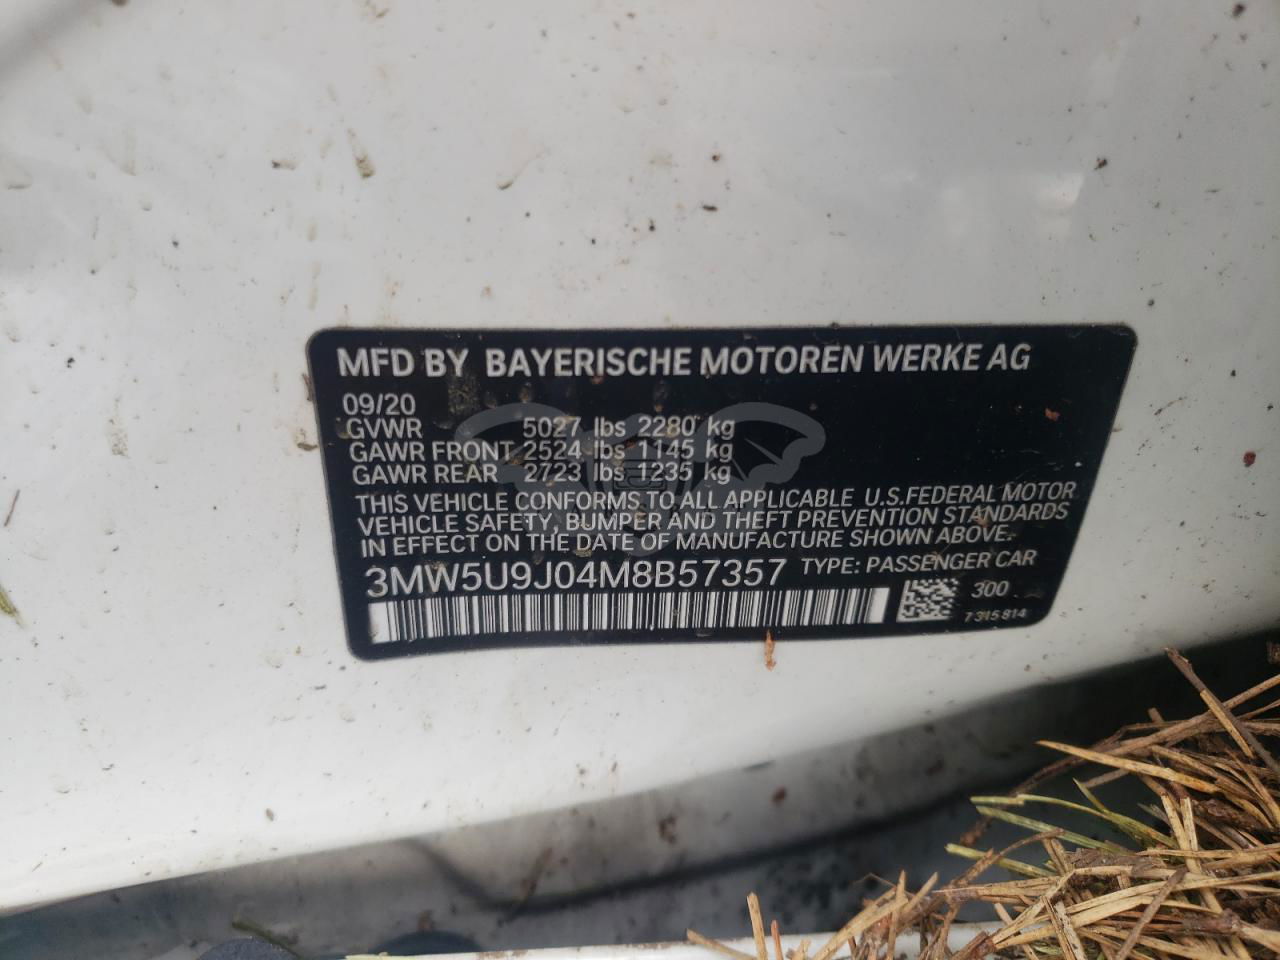 MFD BY BAYERISCHE MOTOREN WERKE AG
09/20
GVWR 5027 lbs 2280 kg
GAWR FRONT 2524 lbs 1145 kg
GAWR REAR 2723 lbs 1235 kg
THIS VEHICLE CONFORMS TO ALL APPLICABLE U.S.FEDERAL MOTOR
VEHICLE SAFETY, BUMPER AND THEFT PREVENTION STANDARDS
IN EFFECT ON THE DATE OF MANUFACTURE SHOWN ABOVE.
3MW5U9J04M8B57357 TYPE: PASSENGER CAR
300
7315814